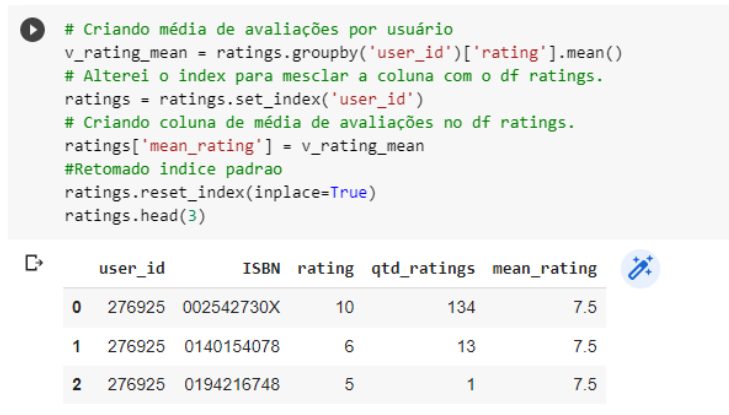 # Criando média de avaliações por usuário
v_rating_mean = ratings.groupby('user_id')['rating'].mean()
# Alterei o index para mesclar a coluna com o df ratings.
ratings = ratings.set_index('user_id')
# Criando coluna de média de avaliações no df ratings.
ratings['mean_rating'] = v_rating_mean
#Retomado indice padrao
ratings.reset_index(inplace=True)
ratings.head(3)
user_id ISBN rating qtd_ratings mean_rating
0 276925 002542730X 10 134 7.5
1 276925 0140154078 6 13 7.5
2 276925 0194216748 5 1 7.5